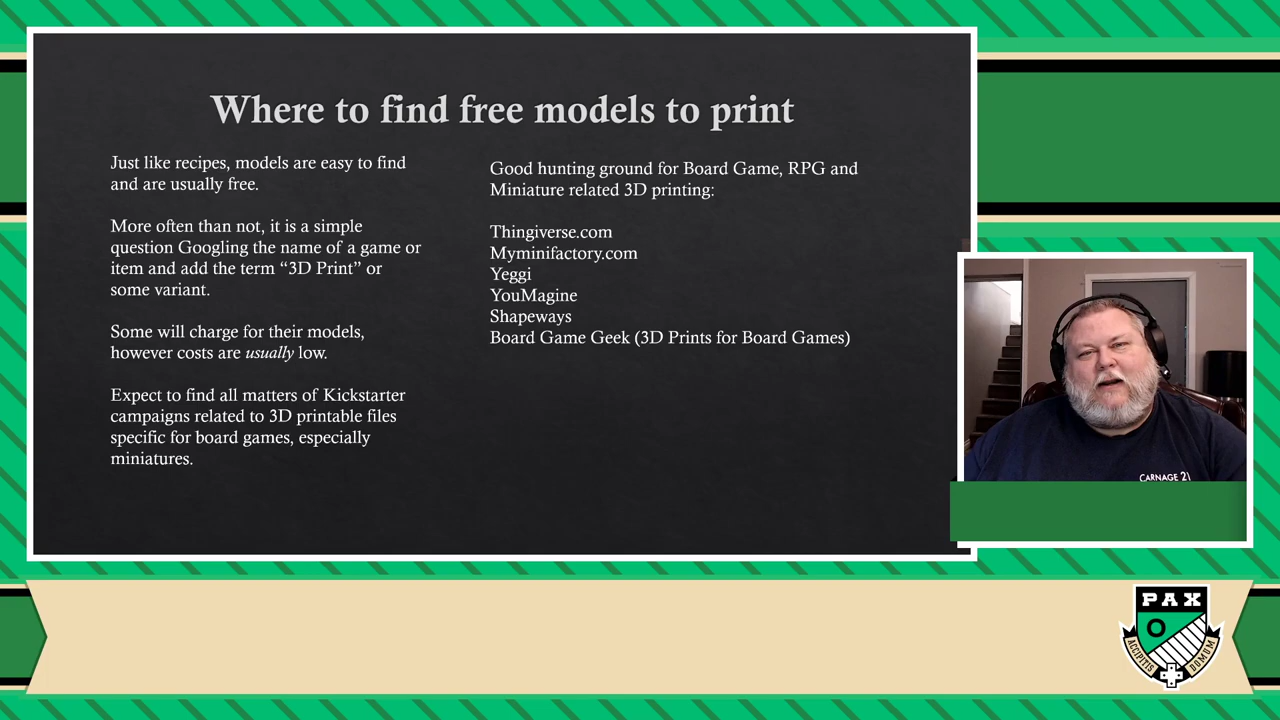 Where to find free models to print
Just like recipes, models are easy to find
and are usually free.
More often than not, it is a simple
question Googling the name of a game or
item and add the term “3D Print” or
some variant.
Some will charge for their models,
however costs are usually low.
Expect to find all matters of Kickstarter
campaigns related to 3D printable files
specific for board games, especially
miniatures.
Good hunting ground for Board Game, RPG and
Miniature related 3D printing:
Thingiverse.com
Myminifactory.com
Yeggi
YouMagine
Shapeways
Board Game Geek (3D Prints for Board Games)
CARNAGE 21
PAX
O
ACCIPITIS
DOMUM